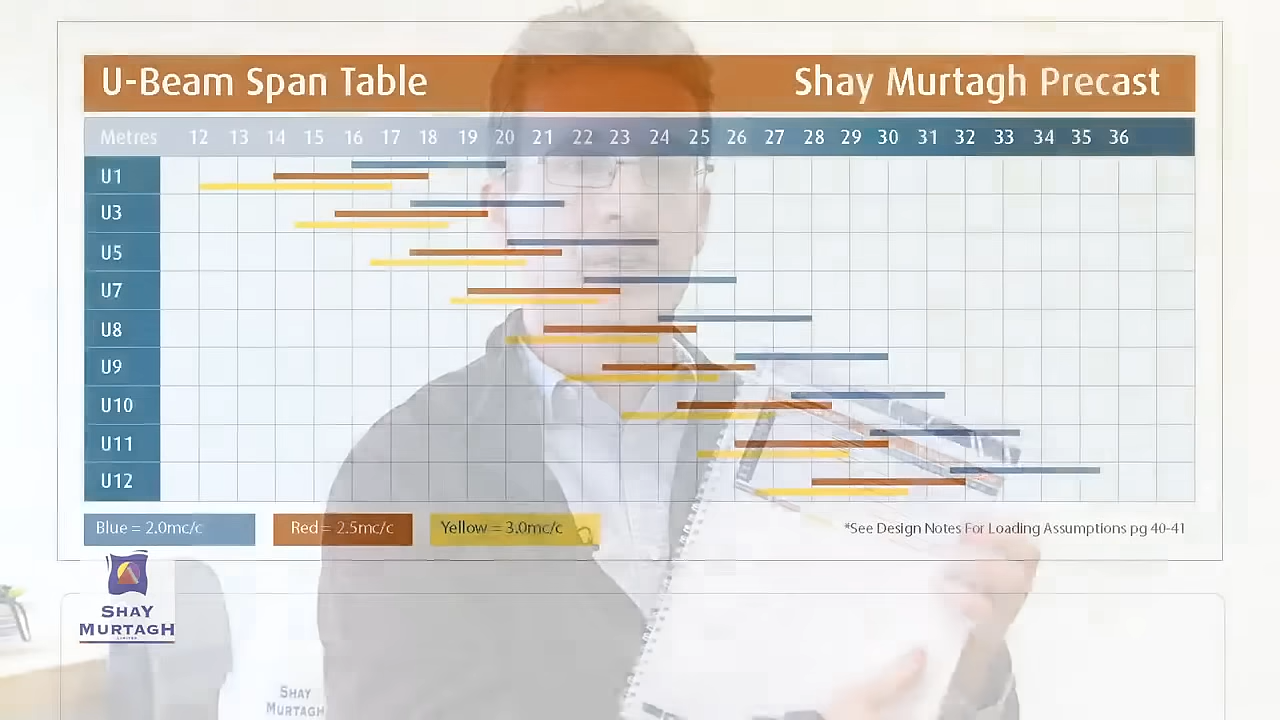 U-Beam Span Table Shay Murtagh Precast
Metres 12 13 14 15 16 17 18 19 20 21 22 23 24 25 26 27 28 29 30 31 32 33 34 35 36
U1
U3
U5
U7
U8
U9
U10
U11
U12
Blue = 2.0mc/c Red = 2.5mc/c Yellow = 3.0mc/c *See Design Notes For Loading Assumptions pg 40-41
SHAY
MURTAGH
LIMITED
SHAY
MURTAGH